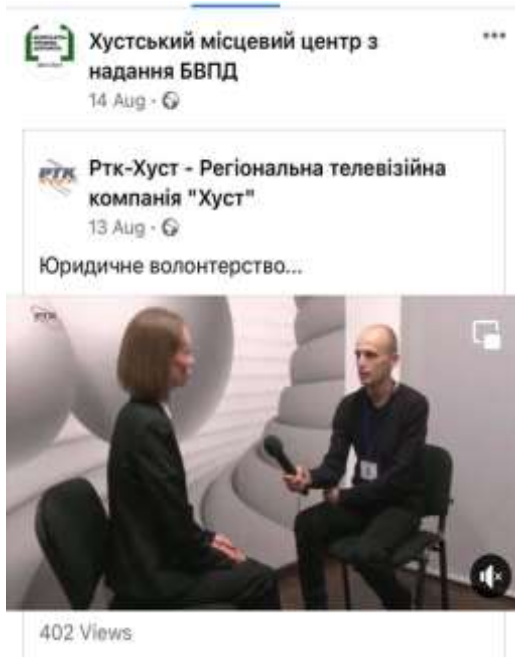 Хустський місцевий центр з
надання БВПД
14 Aug ·
Ртк-Хуст - Регіональна телевізійна
компанія "Хуст"
13 Aug ·
Юридичне волонтерство...
РТК
402 Views